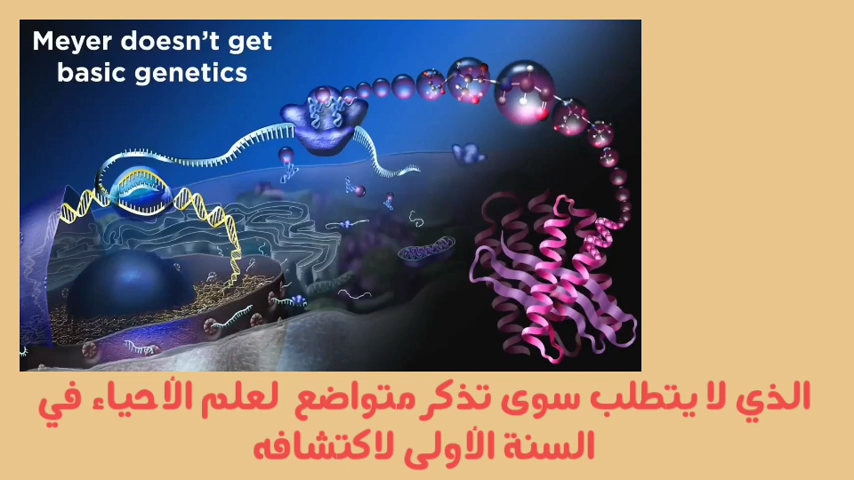 Meyer doesn't get
basic genetics
الذي لا يتطلب سوى تذكر متواضع لعلم الأحياء في
السنة الأولى لاكتشافه